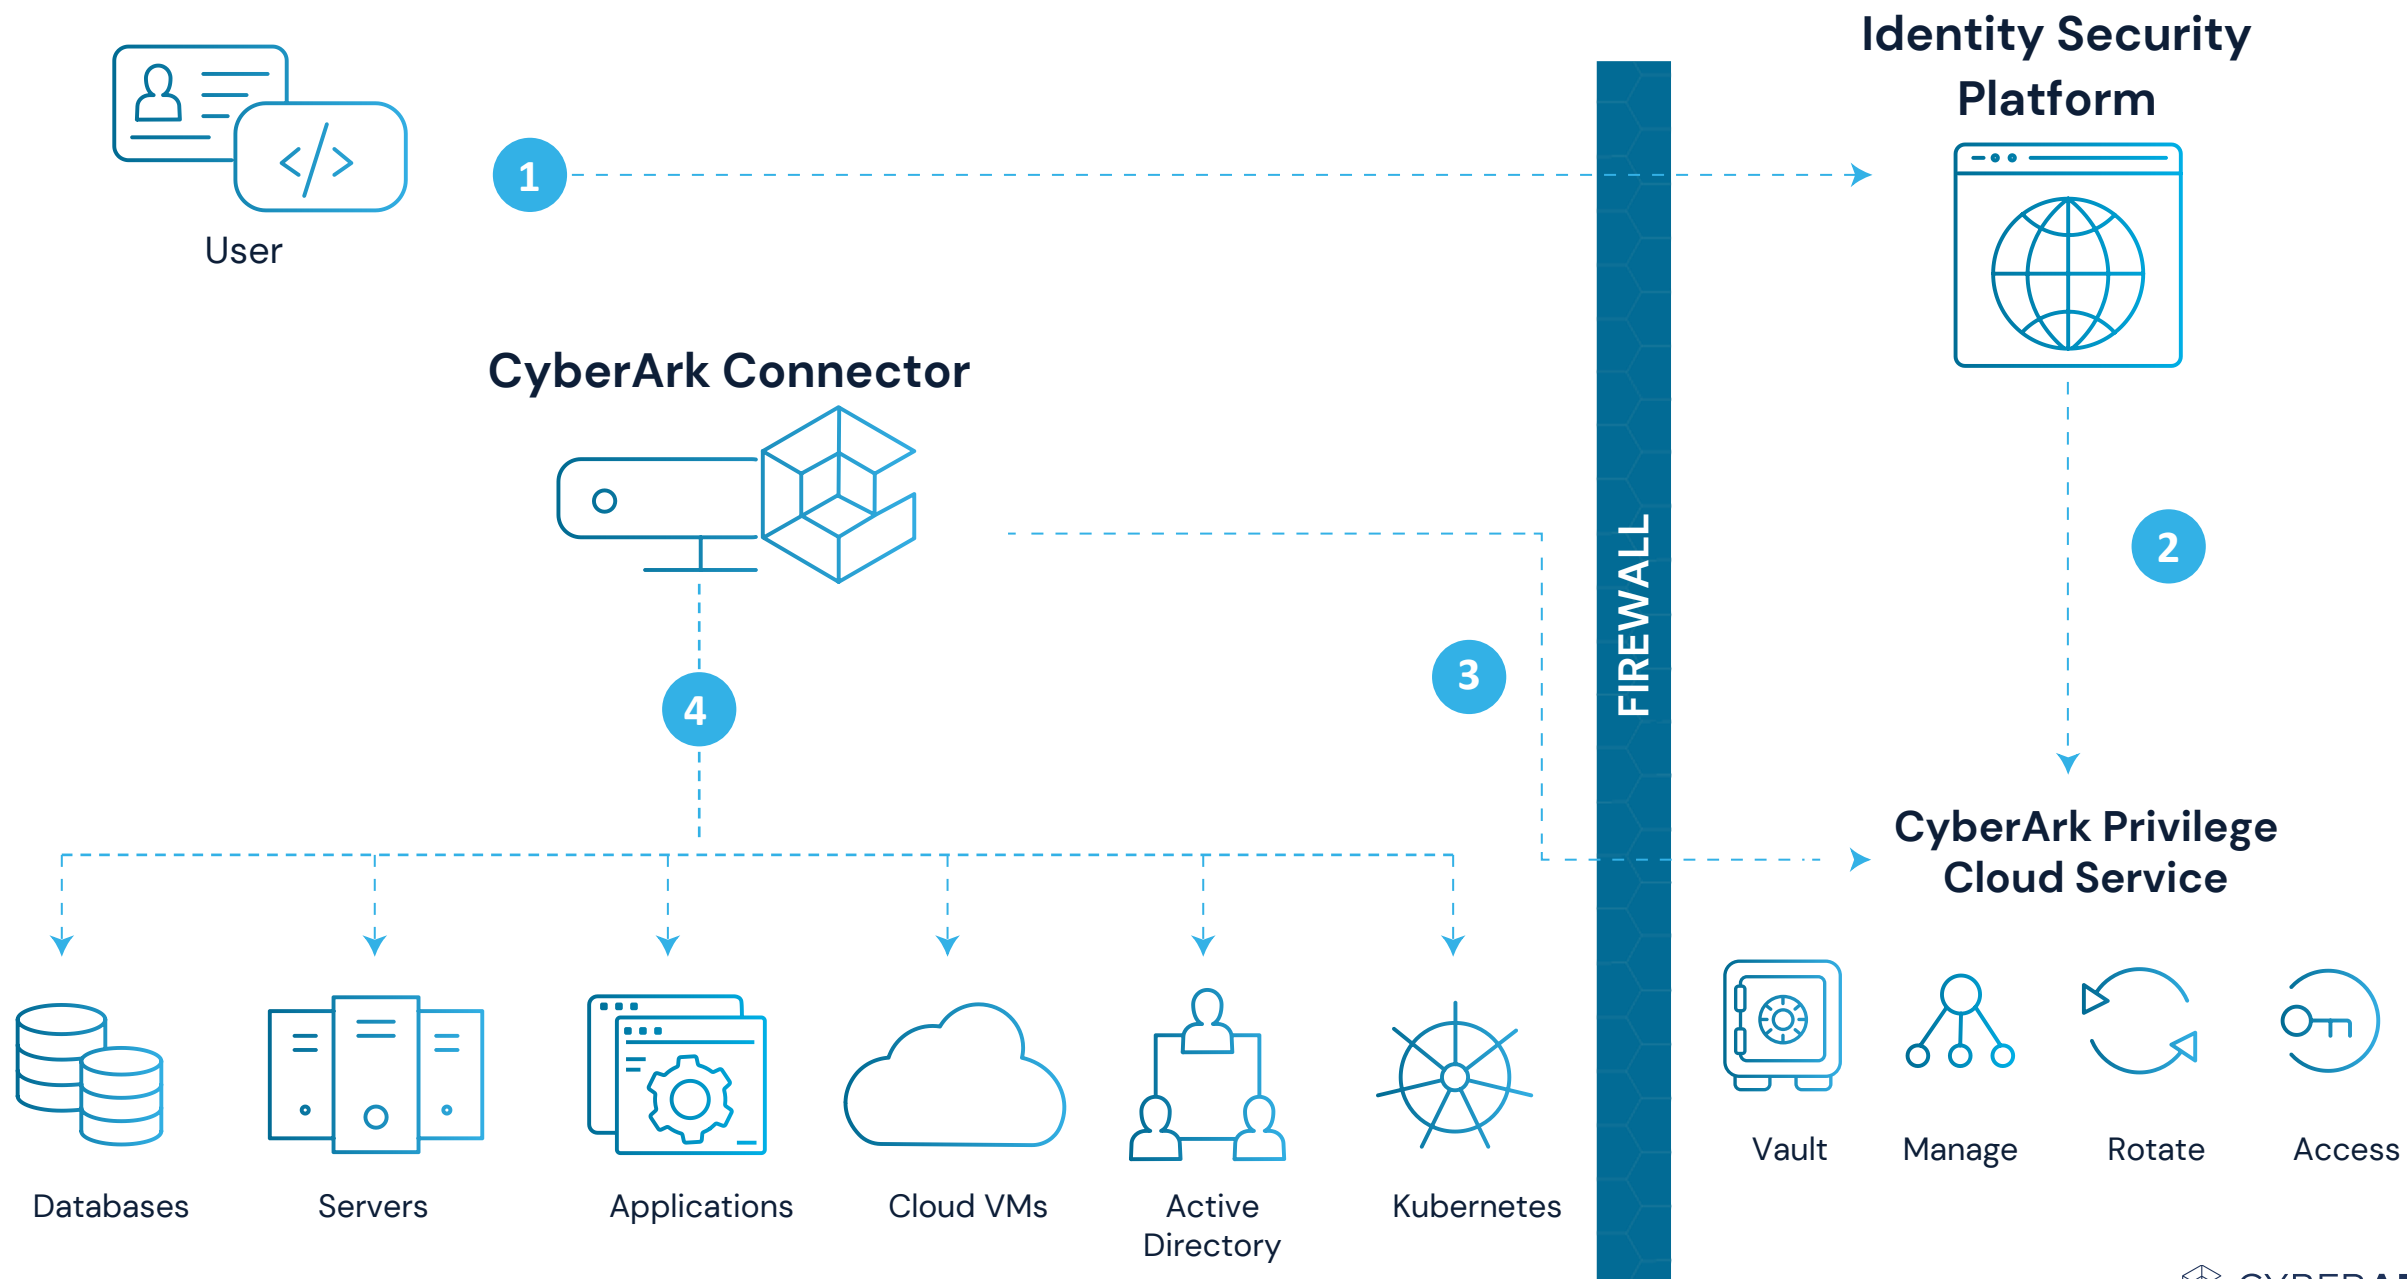 Identity Security
Platform
1
User
CyberArk Connector
FIREWALL
2
3
4
CyberArk Privilege
Cloud Service
Vault
Manage
Rotate
Access
Databases
Servers
Applications
Cloud VMs
Active
Directory
Kubernetes